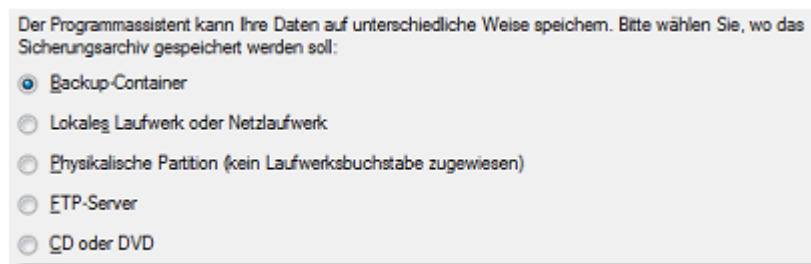 Der Programmassistent kann Ihre Daten auf unterschiedliche Weise speichern. Bitte wählen Sie, wo das
Sicherungsarchiv gespeichert werden soll:
Backup-Container
Lokales Laufwerk oder Netzlaufwerk
Physikalische Partition (kein Laufwerksbuchstabe zugewiesen)
FTP-Server
CD oder DVD